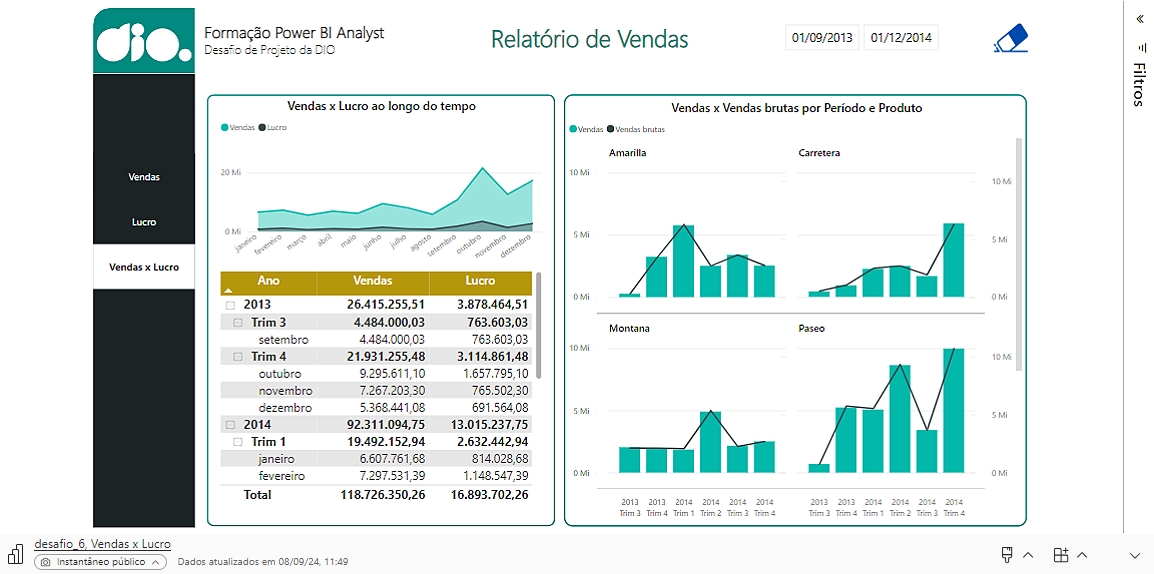 dio.
Formação Power BI Analyst
Desafio de Projeto da DIO
Relatório de Vendas
01/09/2013 01/12/2014
Filtros
Vendas
Lucro
Vendas x Lucro
Vendas x Lucro ao longo do tempo
Vendas Lucro
20 Mi
0 Mi
janeiro fevereiro março abril maio junho julho agosto setembro outubro novembro dezembro
Ano Vendas Lucro
2013 26.415.255,51 3.878.464,51
Trim 3 4.484.000,03 763.603,03
setembro 4.484.000,03 763.603,03
Trim 4 21.931.255,48 3.114.861,48
outubro 9.295.611,10 1.657.795,10
novembro 7.267.203,30 765.502,30
dezembro 5.368.441,08 691.564,08
2014 92.311.094,75 13.015.237,75
Trim 1 19.492.152,94 2.632.442,94
janeiro 6.607.761,68 814.028,68
fevereiro 7.297.531,39 1.148.547,39
Total 118.726.350,26 16.893.702,26
Vendas x Vendas brutas por Período e Produto
Vendas Vendas brutas
Amarilla Carretera
10 Mi 10 Mi
5 Mi 5 Mi
0 Mi 0 Mi
Montana Paseo
10 Mi 10 Mi
5 Mi 5 Mi
0 Mi 0 Mi
2013 2013 2014 2014 2014 2014 2013 2013 2014 2014 2014 2014
Trim 3 Trim 4 Trim 1 Trim 2 Trim 3 Trim 4 Trim 3 Trim 4 Trim 1 Trim 2 Trim 3 Trim 4
desafio_6, Vendas x Lucro
Instantâneo público Dados atualizados em 08/09/24, 11:49